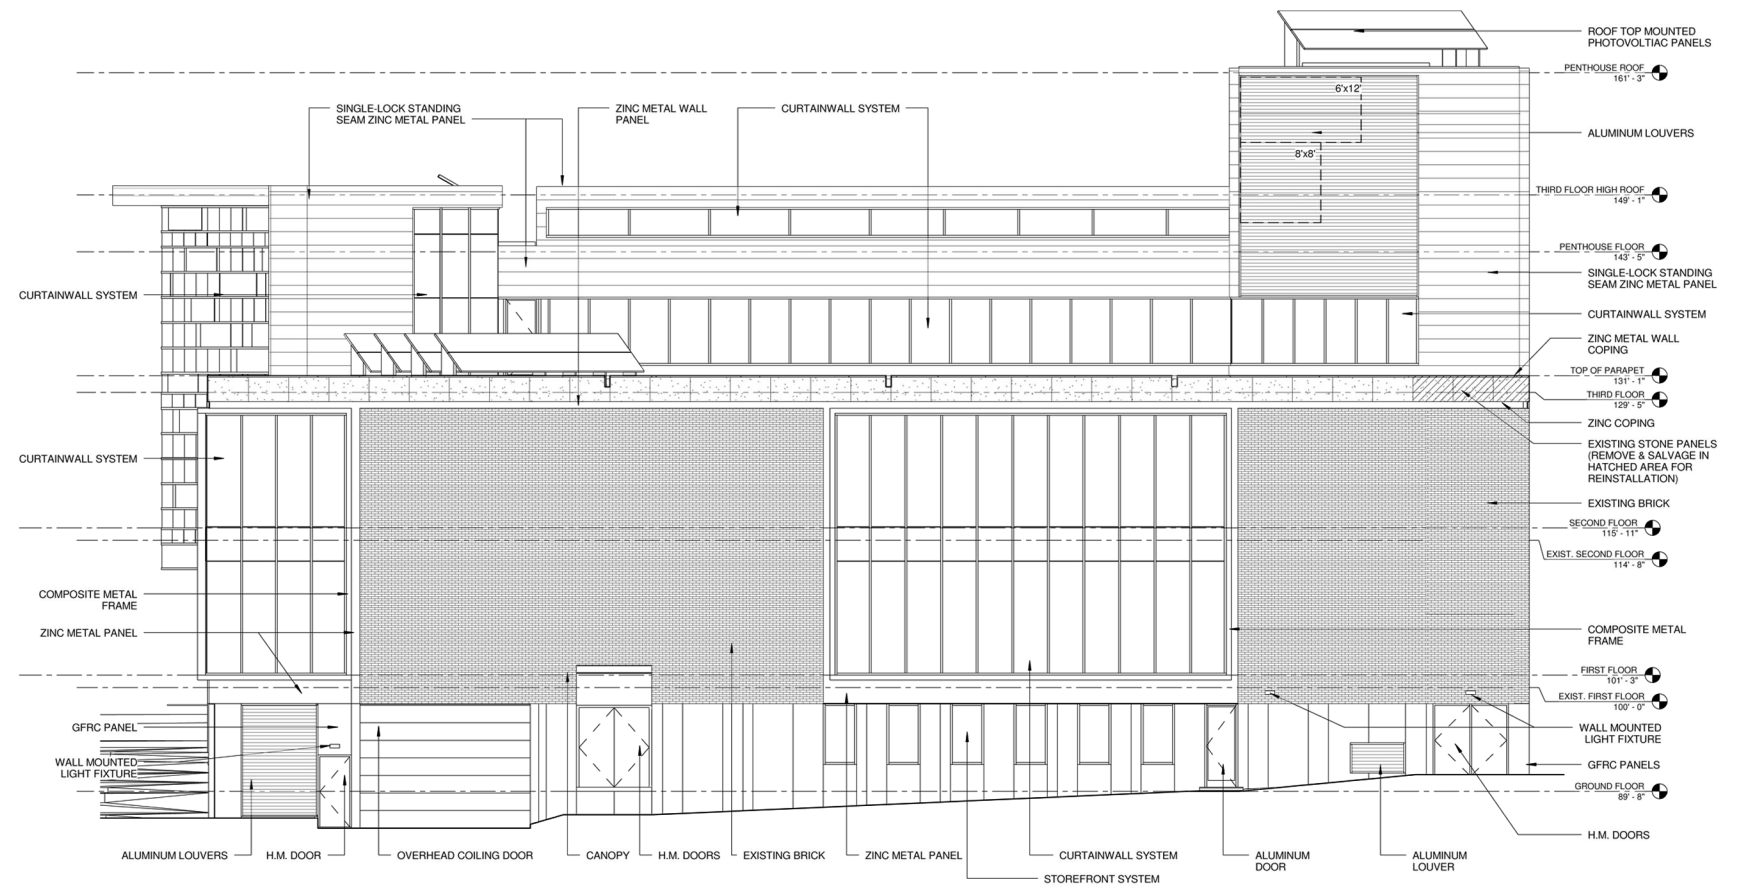 ROOF TOP MOUNTED
PHOTOVOLTIAC PANELS
PENTHOUSE ROOF
161' - 3"
6'x12'
SINGLE-LOCK STANDING
SEAM ZINC METAL PANEL
ZINC METAL WALL
PANEL
CURTAINWALL SYSTEM
ALUMINUM LOUVERS
8'x8'
THIRD FLOOR HIGH ROOF
149' - 1"
PENTHOUSE FLOOR
143' - 5"
SINGLE-LOCK STANDING
SEAM ZINC METAL PANEL
CURTAINWALL SYSTEM
CURTAINWALL SYSTEM
ZINC METAL WALL
COPING
TOP OF PARAPET
131' - 1"
THIRD FLOOR
129' - 5"
ZINC COPING
EXISTING STONE PANELS
(REMOVE & SALVAGE IN
HATCHED AREA FOR
REINSTALLATION)
CURTAINWALL SYSTEM
EXISTING BRICK
SECOND FLOOR
115' - 11"
EXIST. SECOND FLOOR
114' - 8"
COMPOSITE METAL
FRAME
ZINC METAL PANEL
COMPOSITE METAL
FRAME
FIRST FLOOR
101' - 3"
EXIST. FIRST FLOOR
100' - 0"
GFRC PANEL
WALL MOUNTED
LIGHT FIXTURE
WALL MOUNTED
LIGHT FIXTURE
GFRC PANELS
GROUND FLOOR
89' - 8"
H.M. DOORS
ALUMINUM LOUVERS
H.M. DOOR
OVERHEAD COILING DOOR
CANOPY
H.M. DOORS
EXISTING BRICK
ZINC METAL PANEL
CURTAINWALL SYSTEM
ALUMINUM
DOOR
ALUMINUM
LOUVER
STOREFRONT SYSTEM